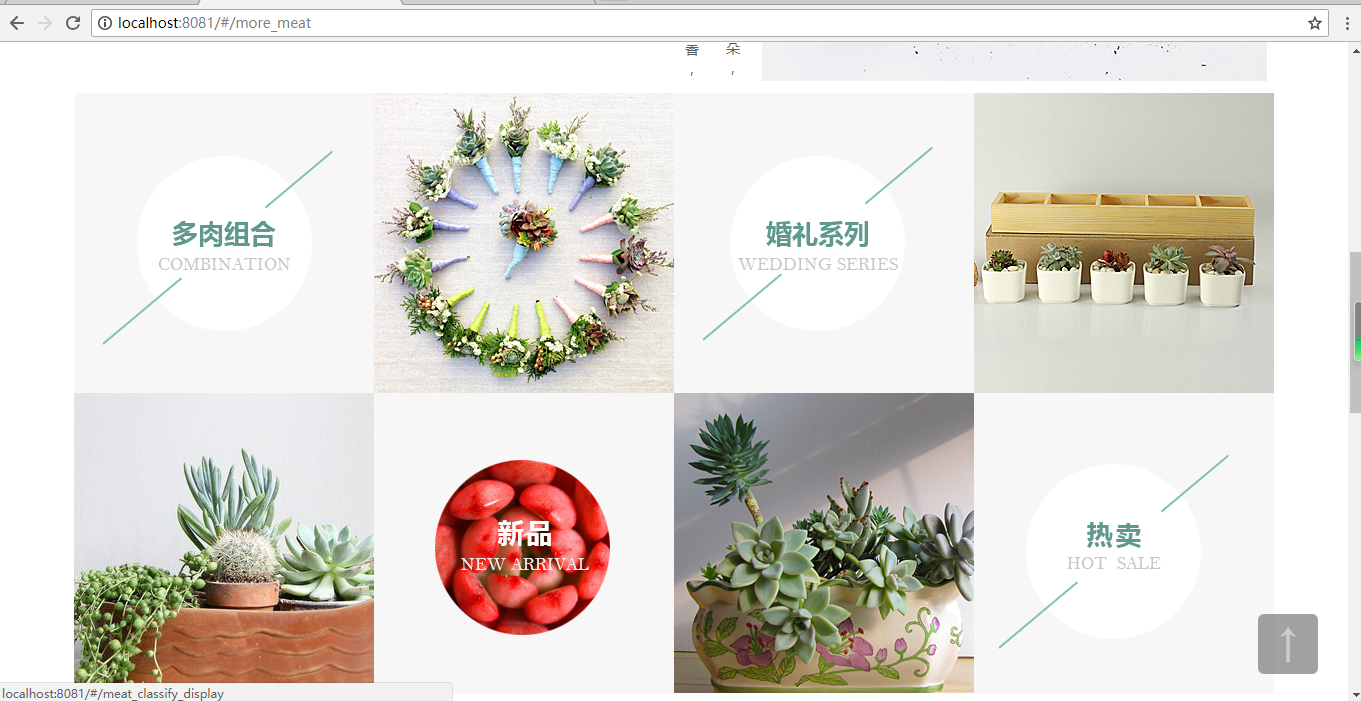 localhost:8081/#/more_meat
香 朵
， ，
多肉组合
COMBINATION
婚礼系列
WEDDING SERIES
新品
NEW ARRIVAL
热卖
HOT SALE
↑
localhost:8081/#/meat_classify_display